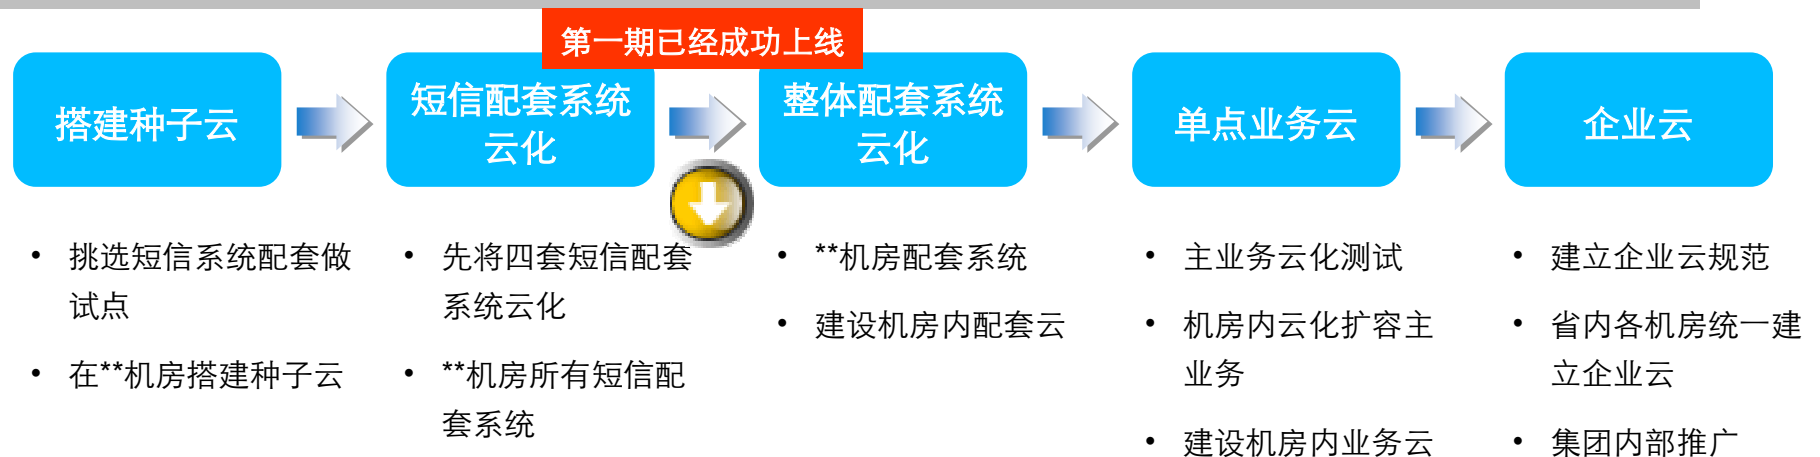 第一期已经成功上线
搭建种子云
短信配套系统
云化
整体配套系统
云化
单点业务云
企业云
• 挑选短信系统配套做
试点
• 在**机房搭建种子云
• 先将四套短信配套
系统云化
• **机房所有短信配
套系统
• **机房配套系统
• 建设机房内配套云
• 主业务云化测试
• 机房内云化扩容主
业务
• 建设机房内业务云
• 建立企业云规范
• 省内各机房统一建
立企业云
• 集团内部推广